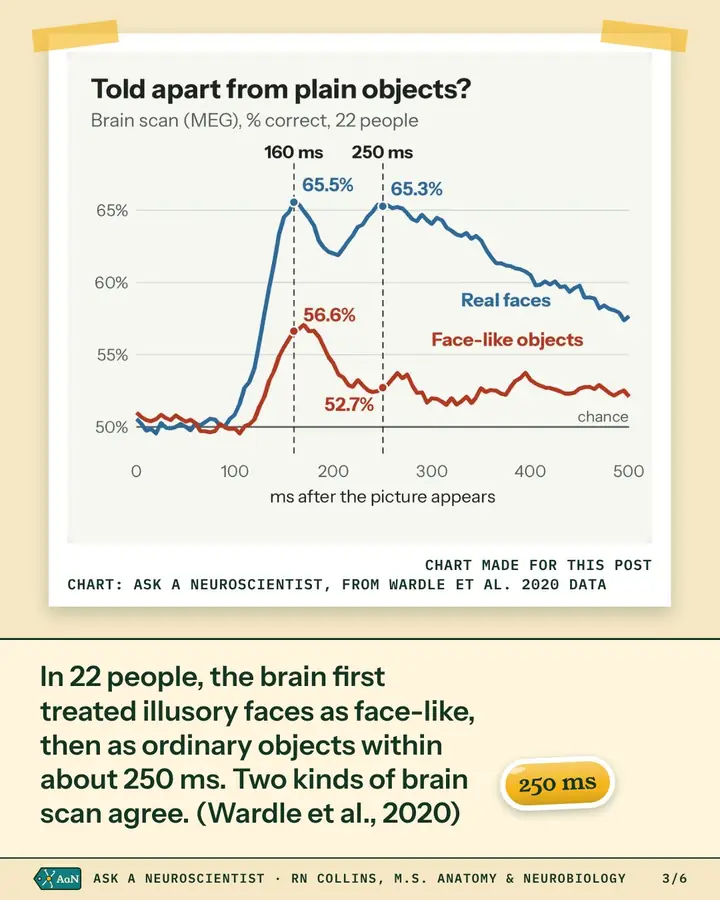 Told apart from plain objects?
Brain scan (MEG), % correct, 22 people
160 ms 250 ms
65.5% 65.3%
65%
60%
Real faces
56.6%
Face-like objects
55%
52.7%
chance
50%
0 100 200 300 400 500
ms after the picture appears
CHART MADE FOR THIS POST
CHART: ASK A NEUROSCIENTIST, FROM WARDLE ET AL. 2020 DATA
In 22 people, the brain first
treated illusory faces as face-like,
then as ordinary objects within
about 250 ms. Two kinds of brain
scan agree. (Wardle et al., 2020)
250 ms
AaN ASK A NEUROSCIENTIST · RN COLLINS, M.S. ANATOMY & NEUROBIOLOGY 3/6